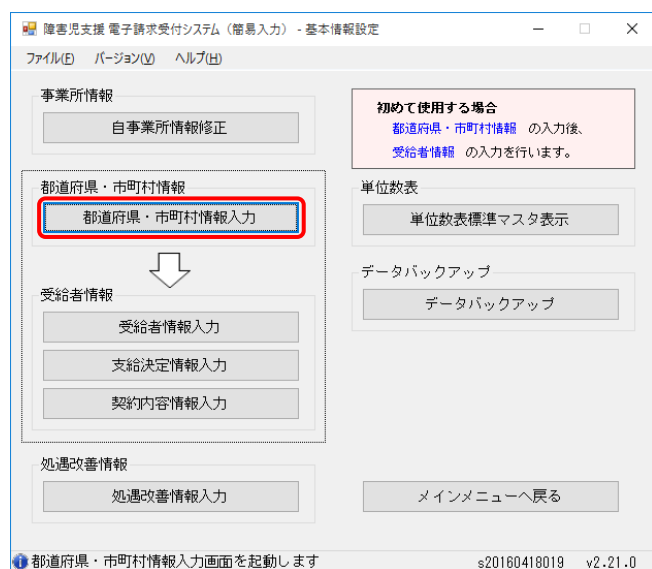 障害児支援 電子請求受付システム（簡易入力） - 基本情報設定
ファイル(F) バージョン(V) ヘルプ(H)
事業所情報
自事業所情報修正
初めて使用する場合
都道府県・市町村情報 の入力後、
受給者情報 の入力を行います。
都道府県・市町村情報
都道府県・市町村情報入力
単位数表
単位数表標準マスタ表示
データバックアップ
データバックアップ
受給者情報
受給者情報入力
支給決定情報入力
契約内容情報入力
処遇改善情報
処遇改善情報入力
メインメニューへ戻る
都道府県・市町村情報入力画面を起動します s20160418019 v2.21.0